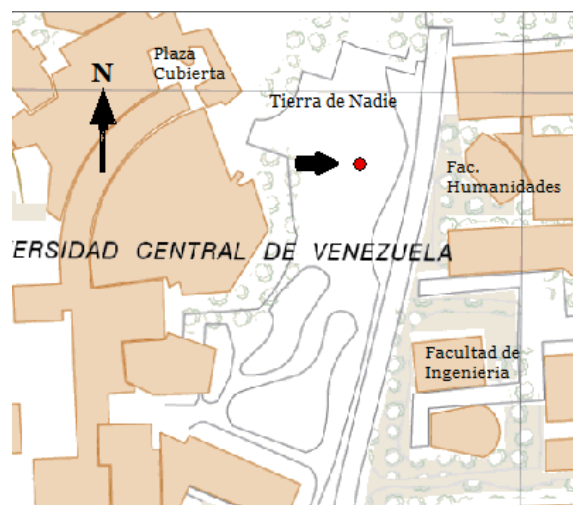 Plaza
Cubierta
N
Tierra de Nadie
Fac.
Humanidades
ERSIDAD CENTRAL DE VENEZUELA
Facultad de
Ingenieria